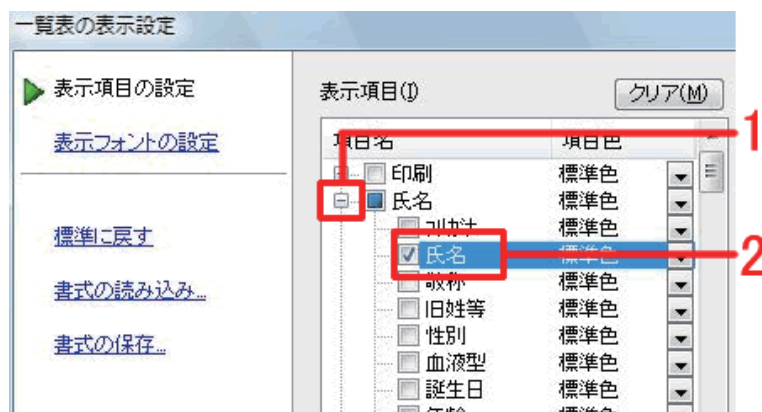 一覧表の表示設定
表示項目の設定
表示フォントの設定
標準に戻す
書式の読み込み...
書式の保存...
表示項目(I)
クリア(M)
項目名 項目色
印刷 標準色
氏名 標準色
フリガナ 標準色
氏名 標準色
敬称 標準色
旧姓等 標準色
性別 標準色
血液型 標準色
誕生日 標準色
年齢 標準色
1
2